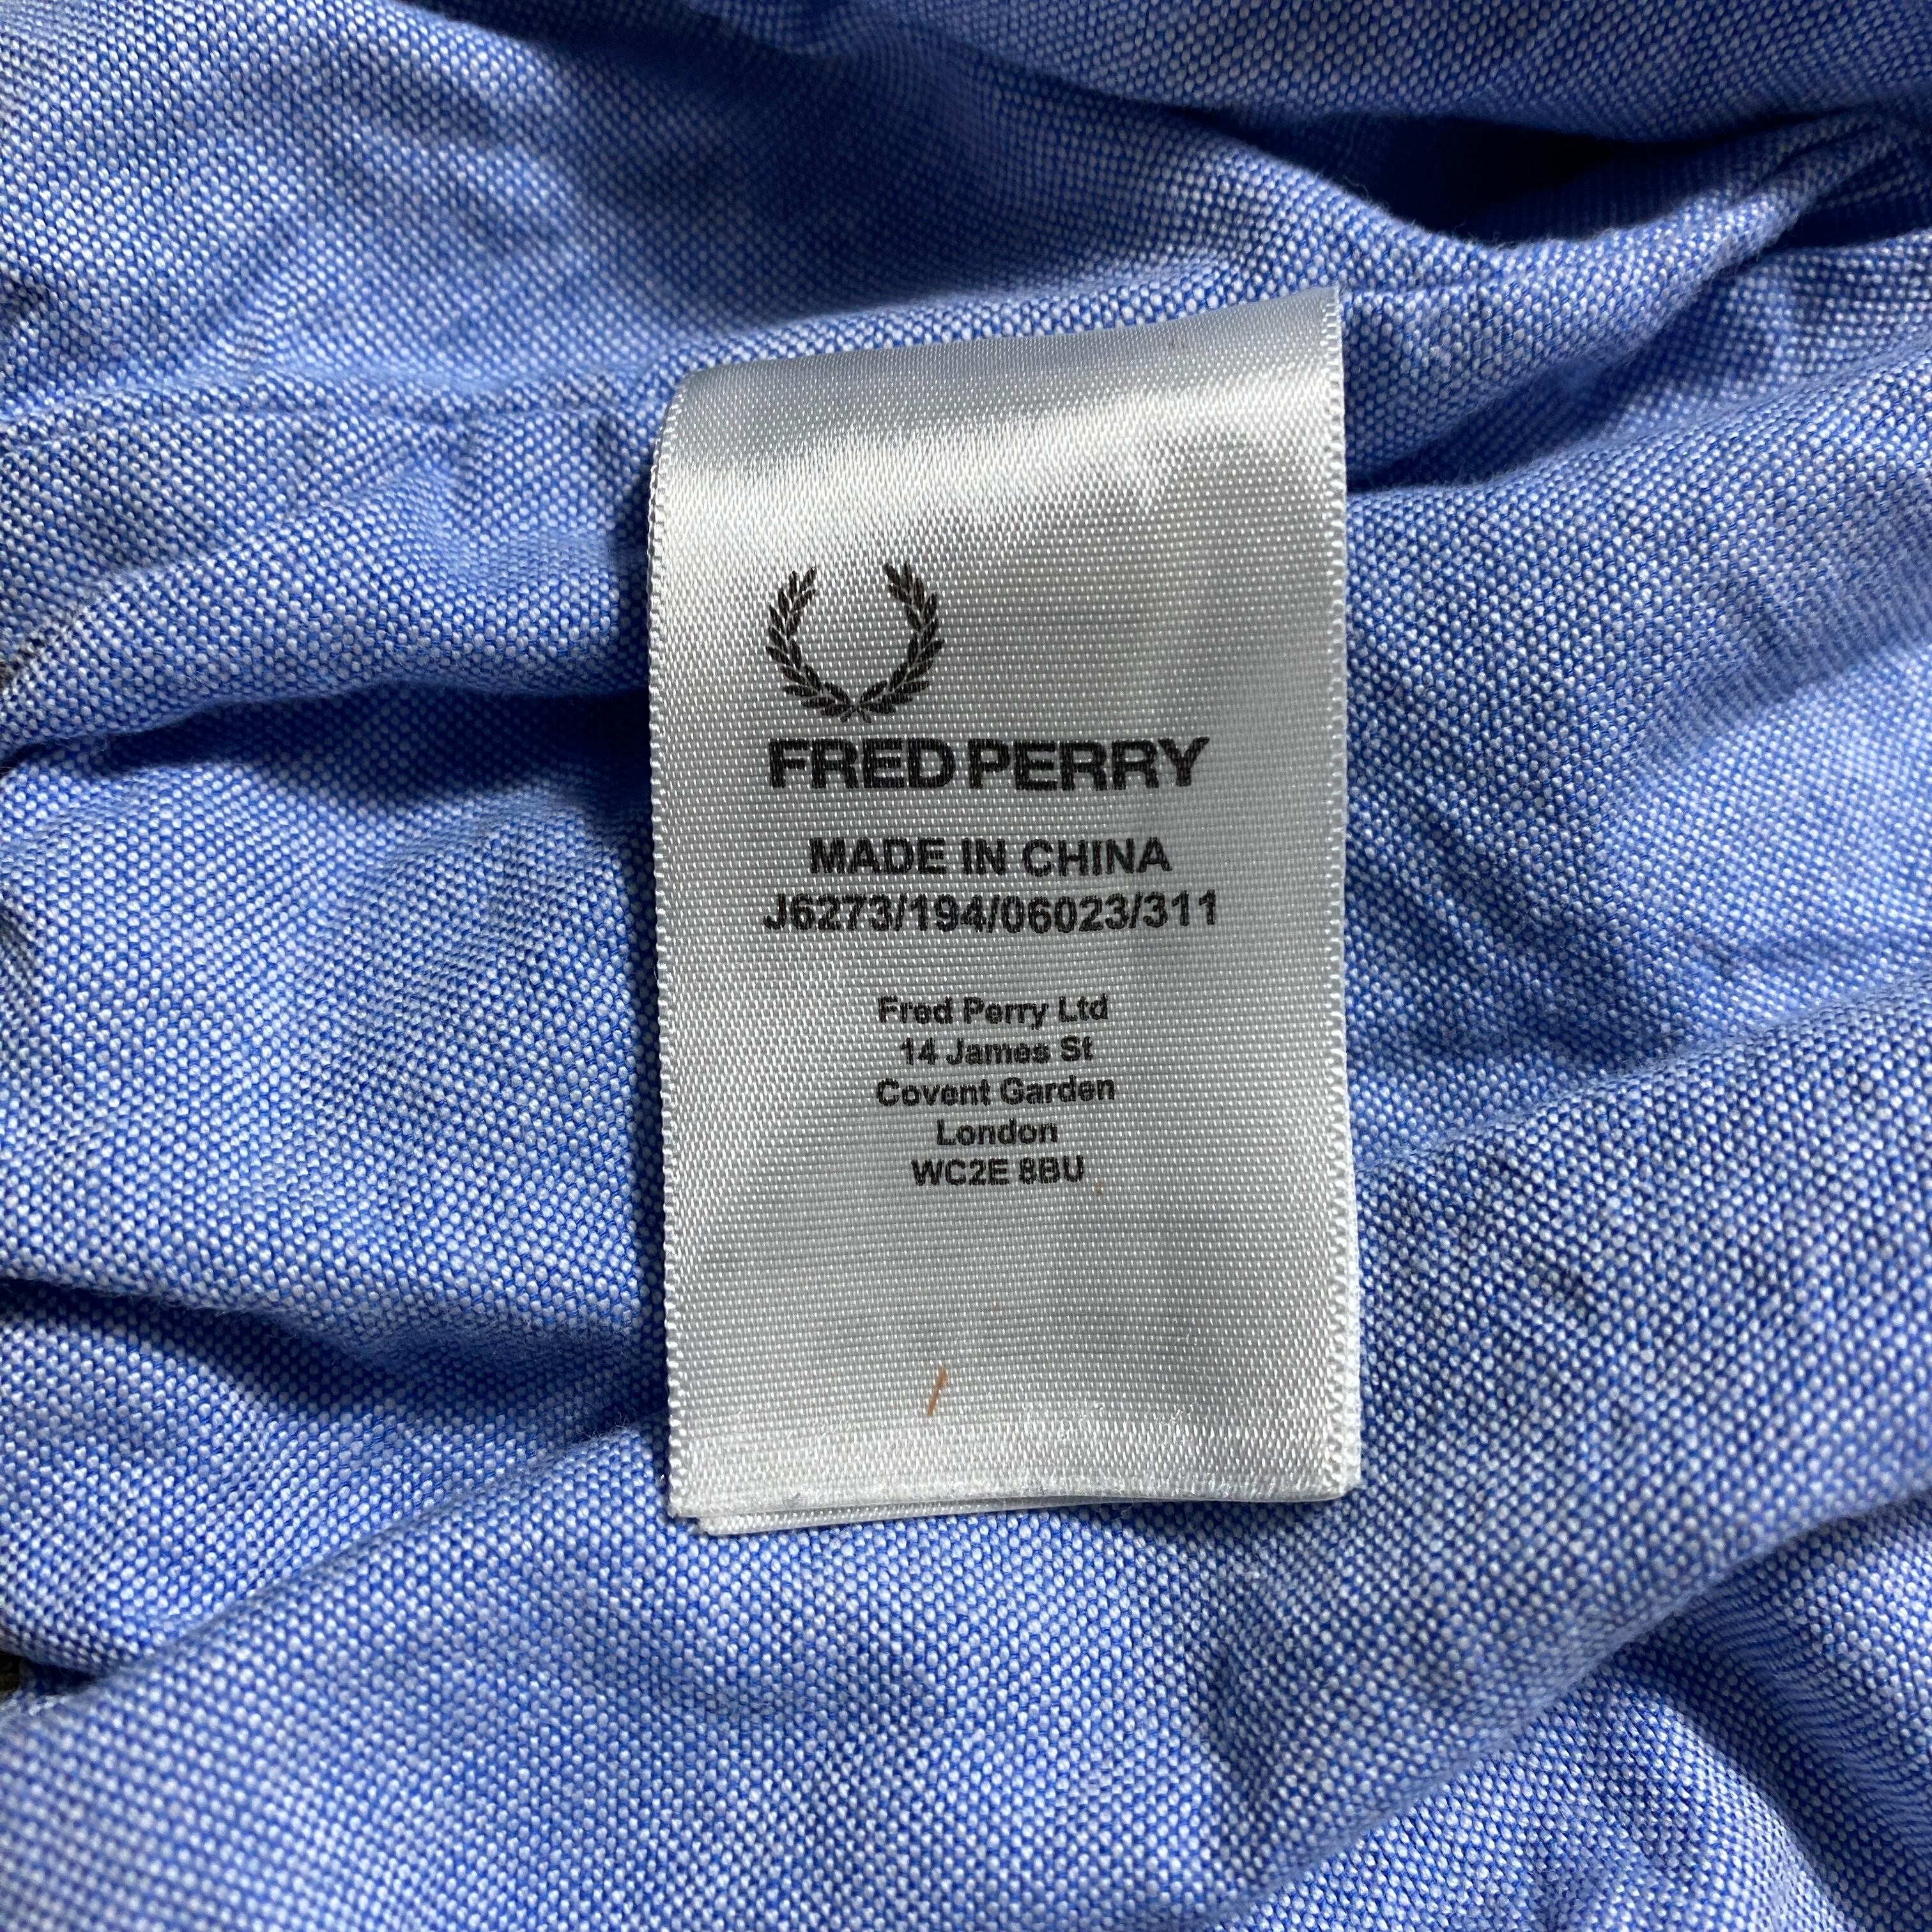 FRED PERRY
MADE IN CHINA
J6273/194/06023/311
Fred Perry Ltd
14 James St
Covent Garden
London
WC2E 8BU